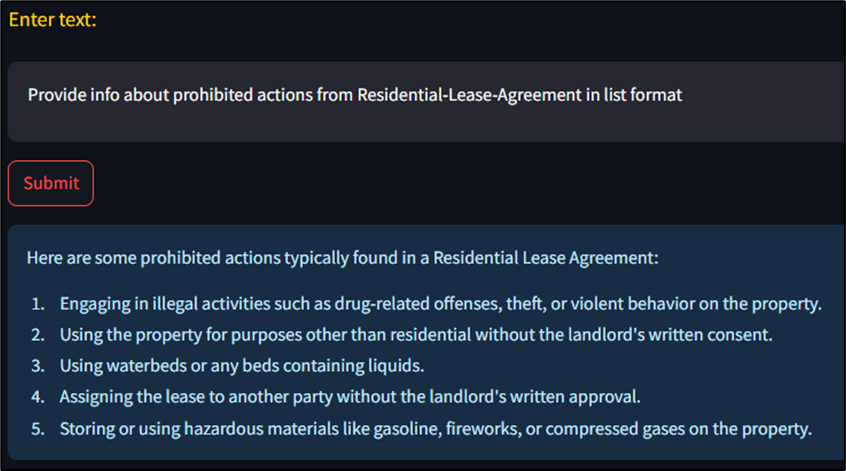 Enter text:
Provide info about prohibited actions from Residential-Lease-Agreement in list format
Submit
Here are some prohibited actions typically found in a Residential Lease Agreement:
1. Engaging in illegal activities such as drug-related offenses, theft, or violent behavior on the property.
2. Using the property for purposes other than residential without the landlord's written consent.
3. Using waterbeds or any beds containing liquids.
4. Assigning the lease to another party without the landlord's written approval.
5. Storing or using hazardous materials like gasoline, fireworks, or compressed gases on the property.